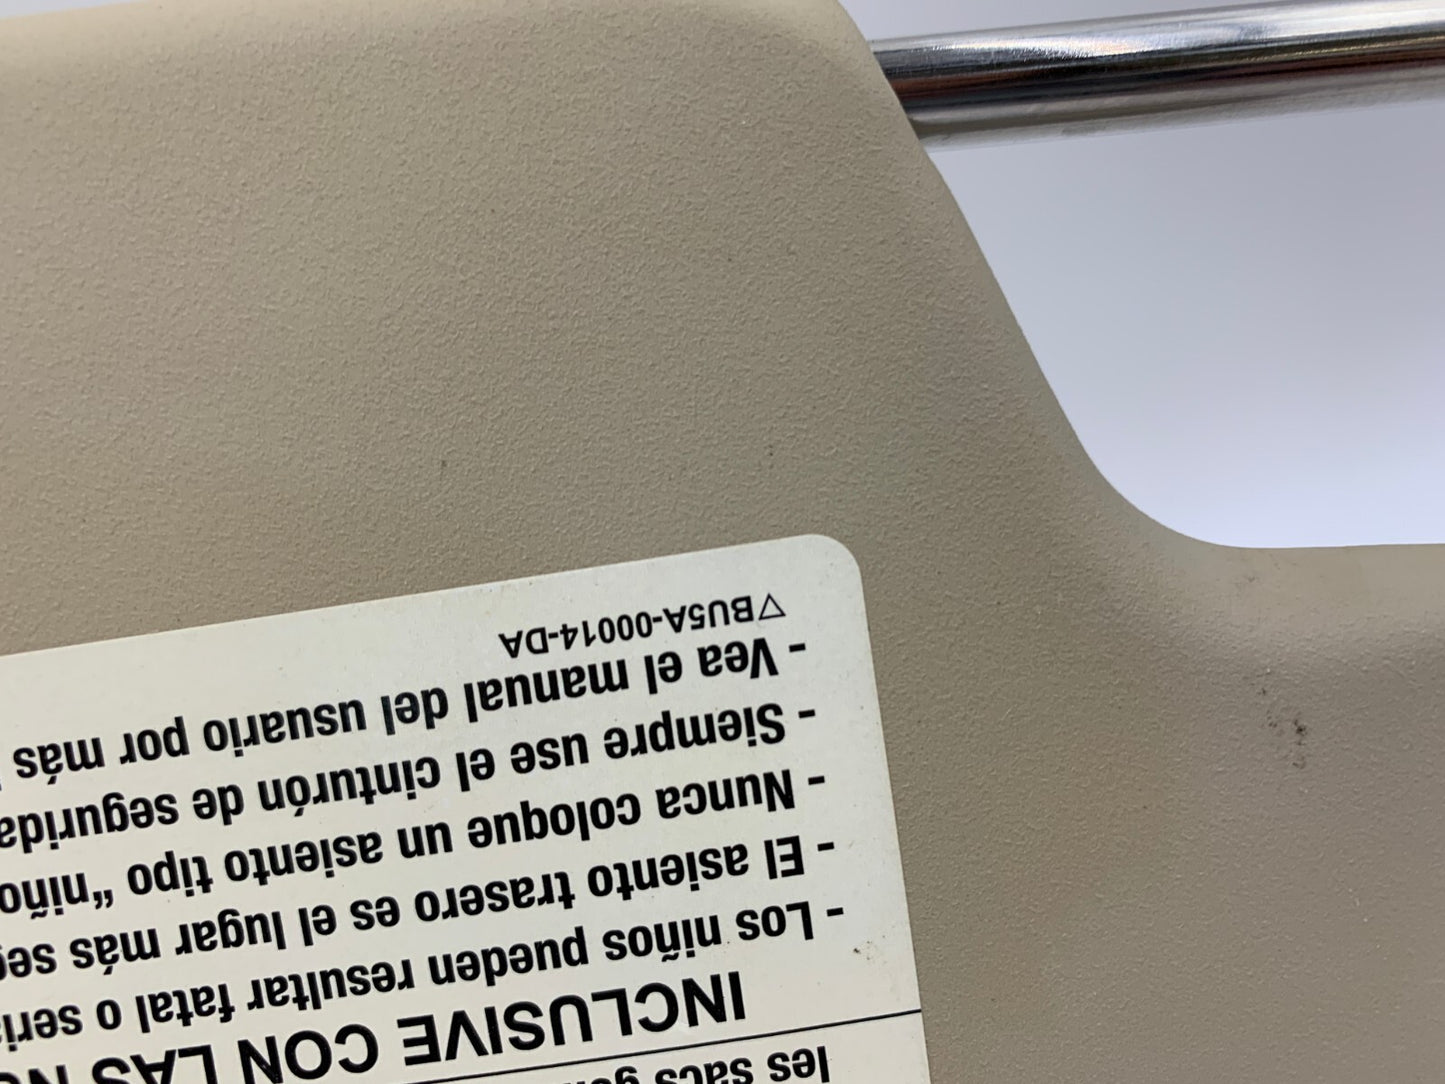 les sacs
INCLUSIVE CON LAS
- Los niños pueden resultar fatal o
- El asiento trasero es el lugar más
- Nunca coloque un asiento tipo “niño
- Siempre use el cinturón de
- Vea el manual del usuario por más
▽BU5A-00014-DA